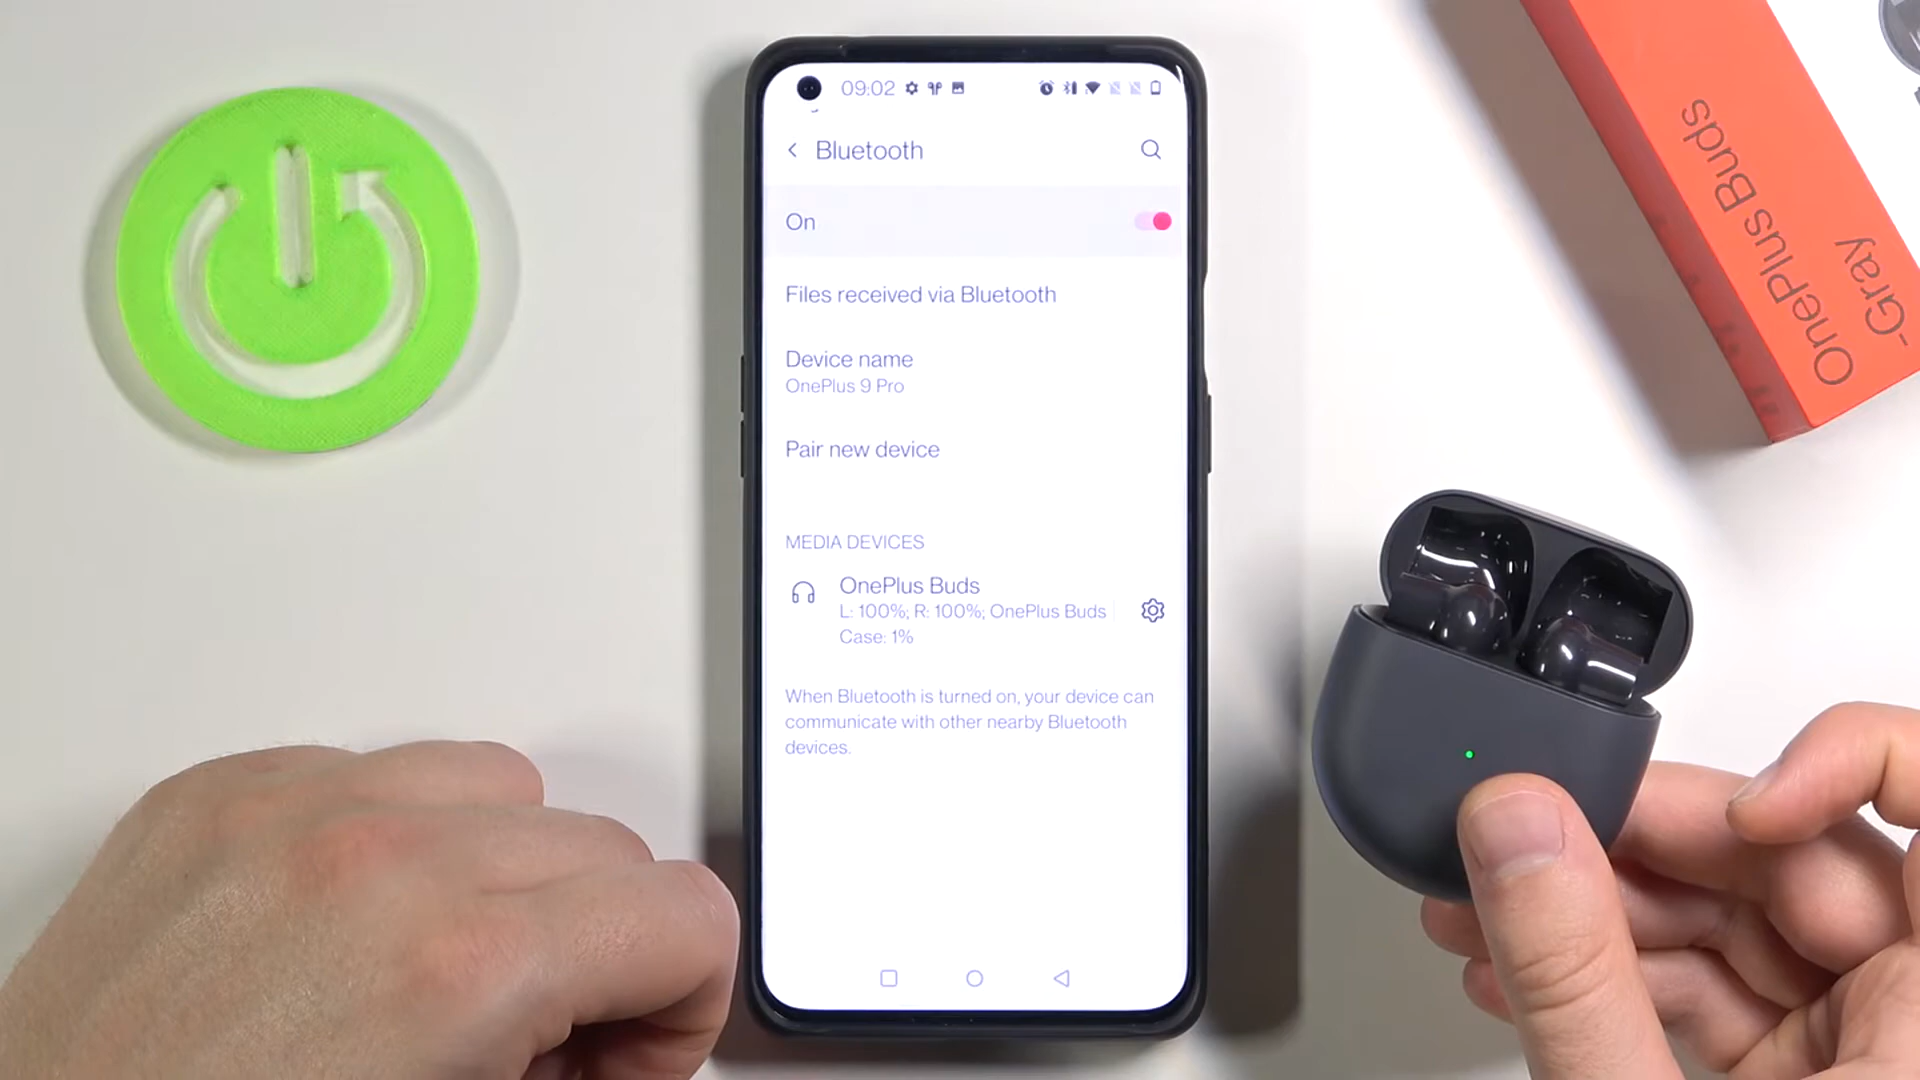 09:02
Bluetooth
On
Files received via Bluetooth
Device name
OnePlus 9 Pro
Pair new device
MEDIA DEVICES
OnePlus Buds
L: 100%; R: 100%; OnePlus Buds
Case: 1%
When Bluetooth is turned on, your device can
communicate with other nearby Bluetooth
devices.
OnePlus Buds
-Gray